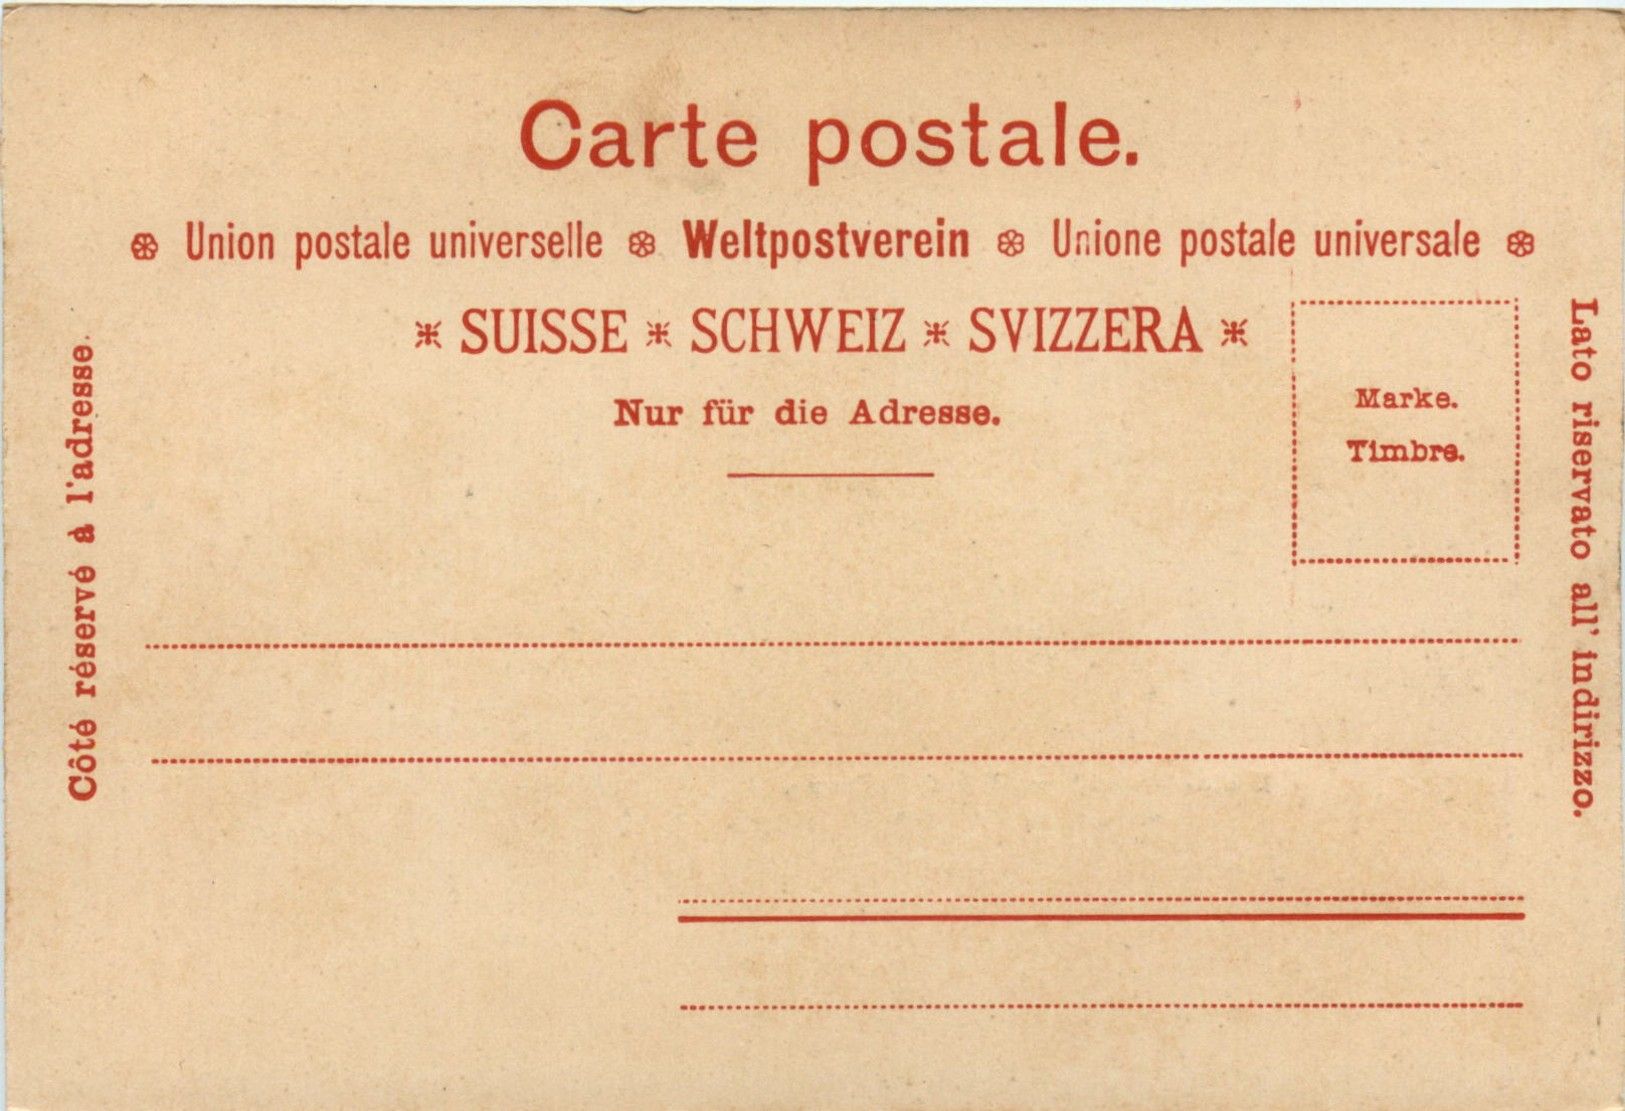 Carte postale.
Union postale universelle Weltpostverein Unione postale universale
SUISSE * SCHWEIZ * SVIZZERA
Nur für die Adresse.
Marke.
Timbre.
Côté réservé à l'adresse.
Lato riservato all' indirizzo.